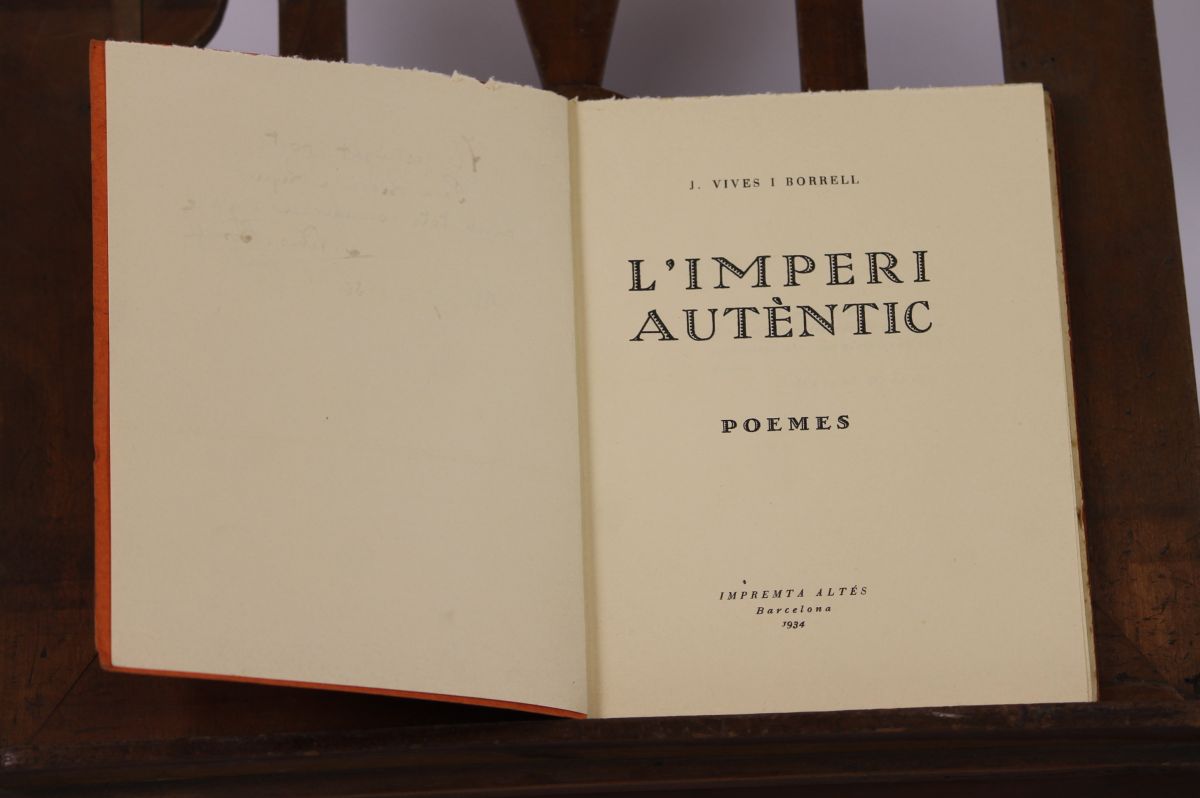 J. VIVES I BORRELL
L'IMPERI
AUTÈNTIC
POEMES
IMPREMTA ALTÉS
Barcelona
1934